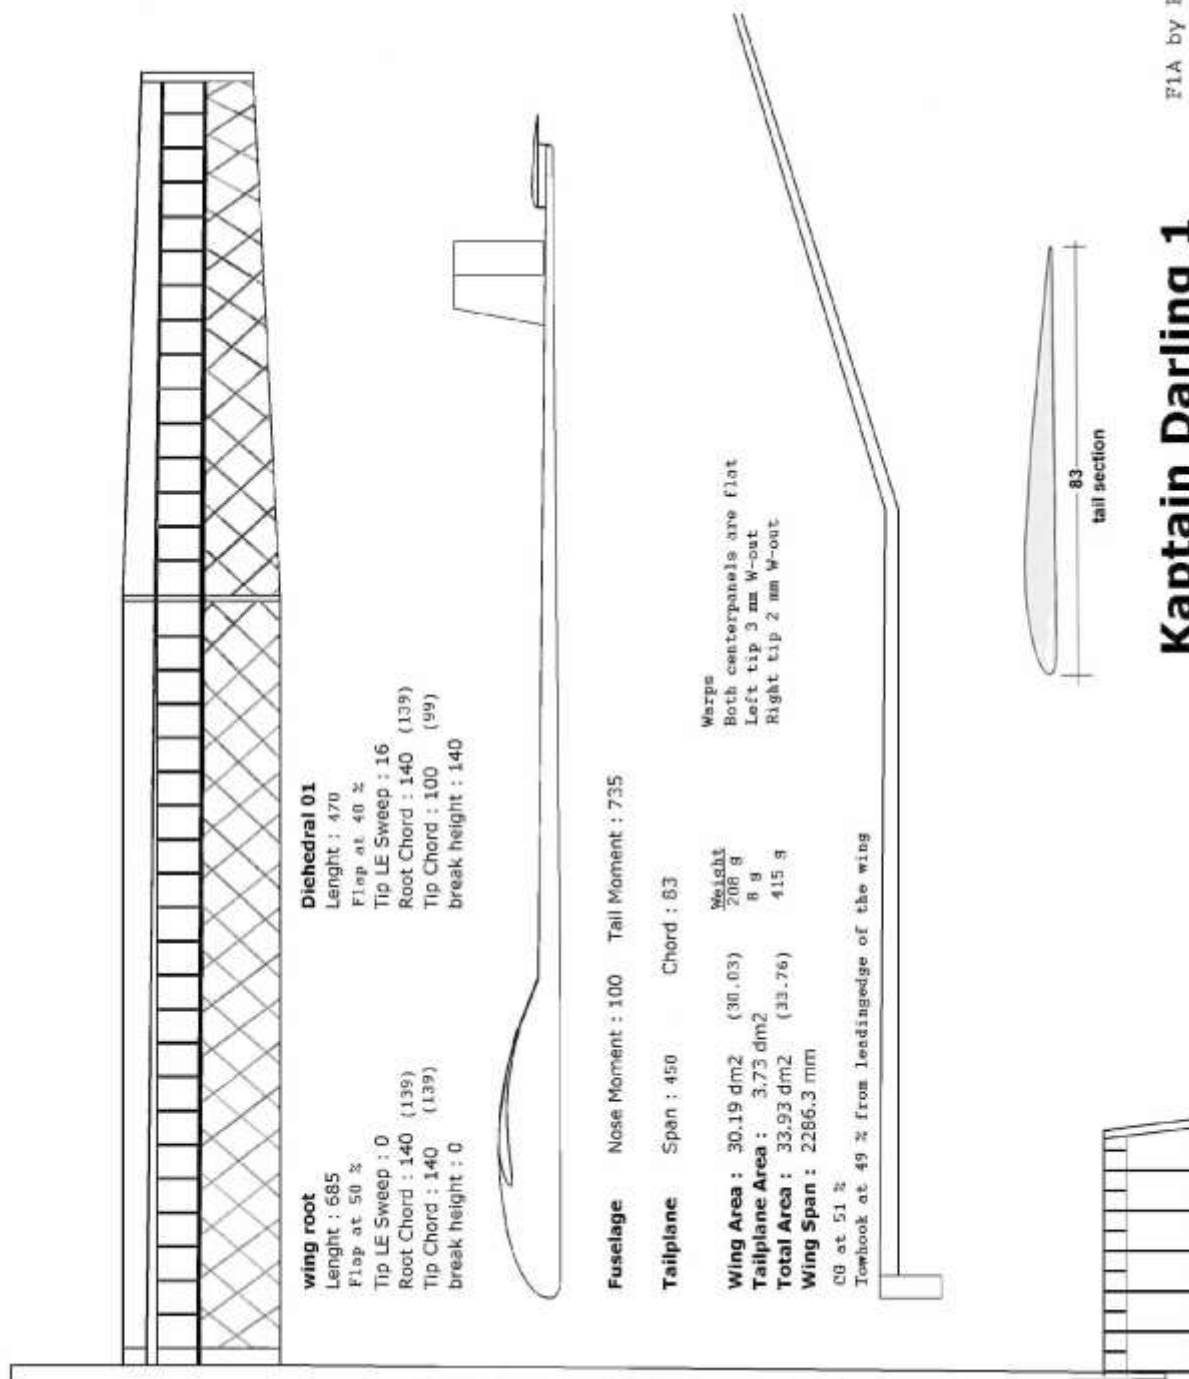 wing root
Lenght : 685
Flap at 50 %
Tip LE Sweep : 0
Root Chord : 140 (139)
Tip Chord : 140 (139)
break height : 0
Diehedral 01
Lenght : 470
Flap at 40 %
Tip LE Sweep : 16
Root Chord : 140 (139)
Tip Chord : 100 (99)
break height : 140
Fuselage Nose Moment : 100 Tail Moment : 735
Tailplane Span : 450 Chord : 83
Weight
Wing Area : 30.19 dm2 (30.03) 208 g
Tailplane Area : 3.73 dm2 8 g
Total Area : 33.93 dm2 (33.76) 415 g
Wing Span : 2286.3 mm
CG at 51 %
Towhook at 49 % from leadingedge of the wing
Warps
Both centerpanels are flat
Left tip 3 mm W-out
Right tip 2 mm W-out
83
tail section
Kaptain Darling 1
F1A by